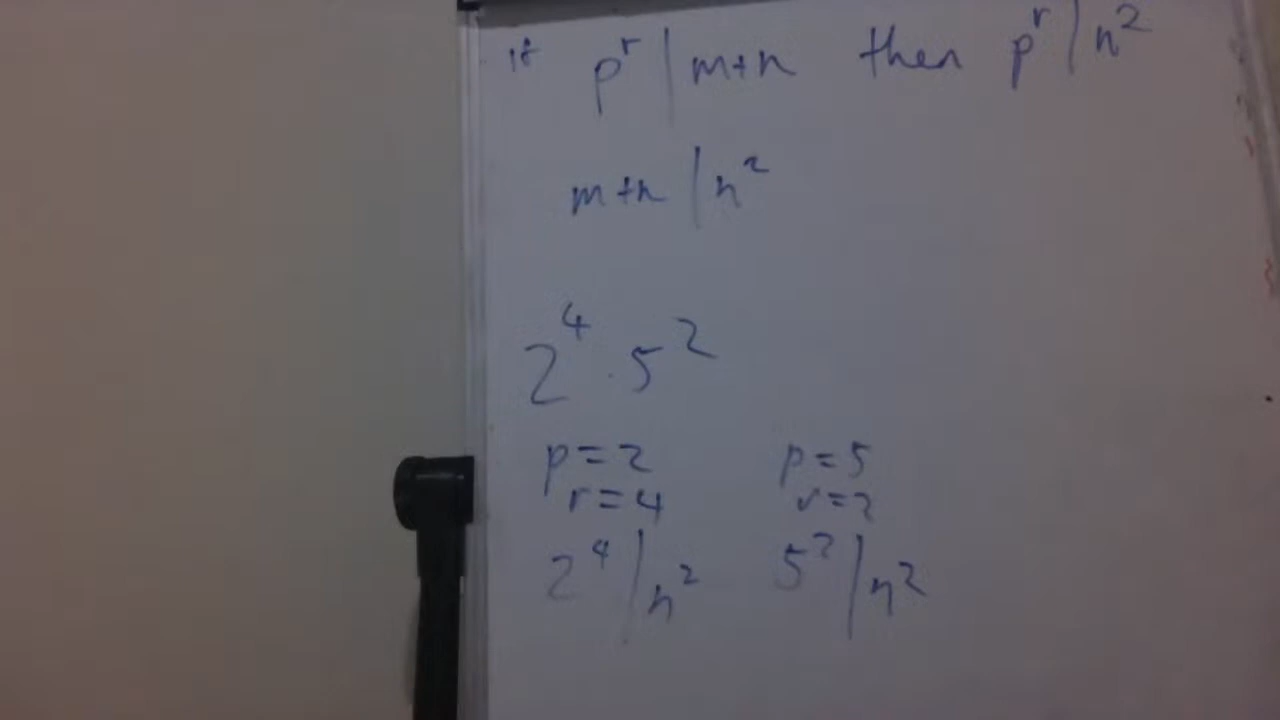 If p^r | m+n then p^r | n^2
m+n | n^2
2^4 · 5^2
p=2 p=5
r=4 r=2
2^4 | n^2 5^2 | n^2